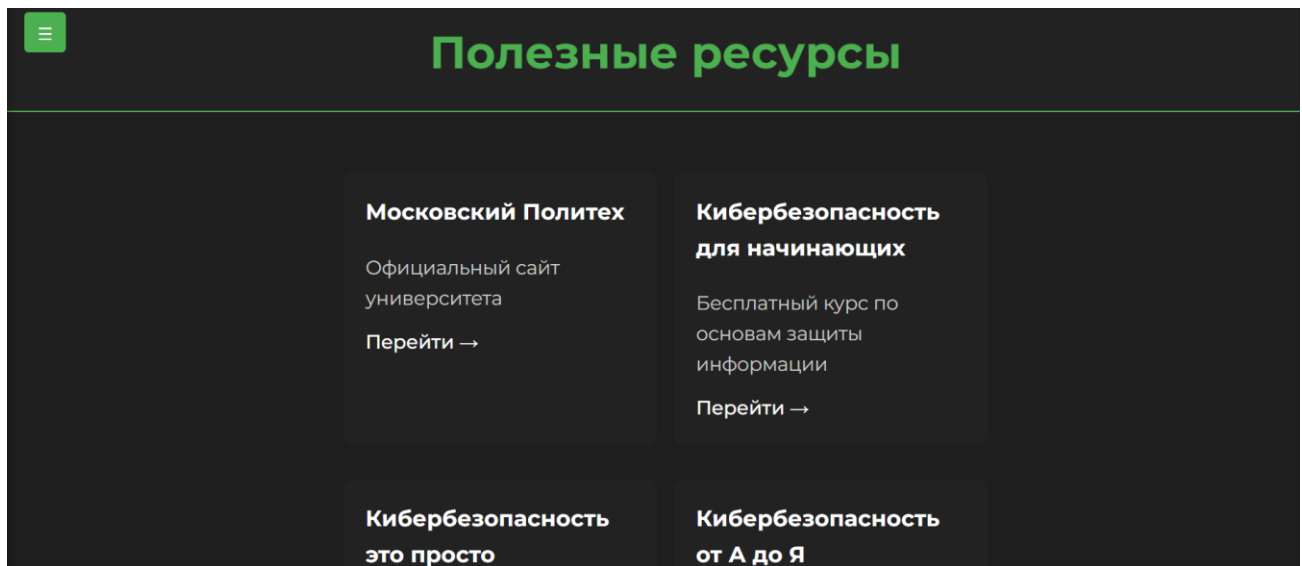 ☰
Полезные ресурсы
Московский Политех
Официальный сайт
университета
Перейти →
Кибербезопасность
для начинающих
Бесплатный курс по
основам защиты
информации
Перейти →
Кибербезопасность
это просто
Кибербезопасность
от А до Я